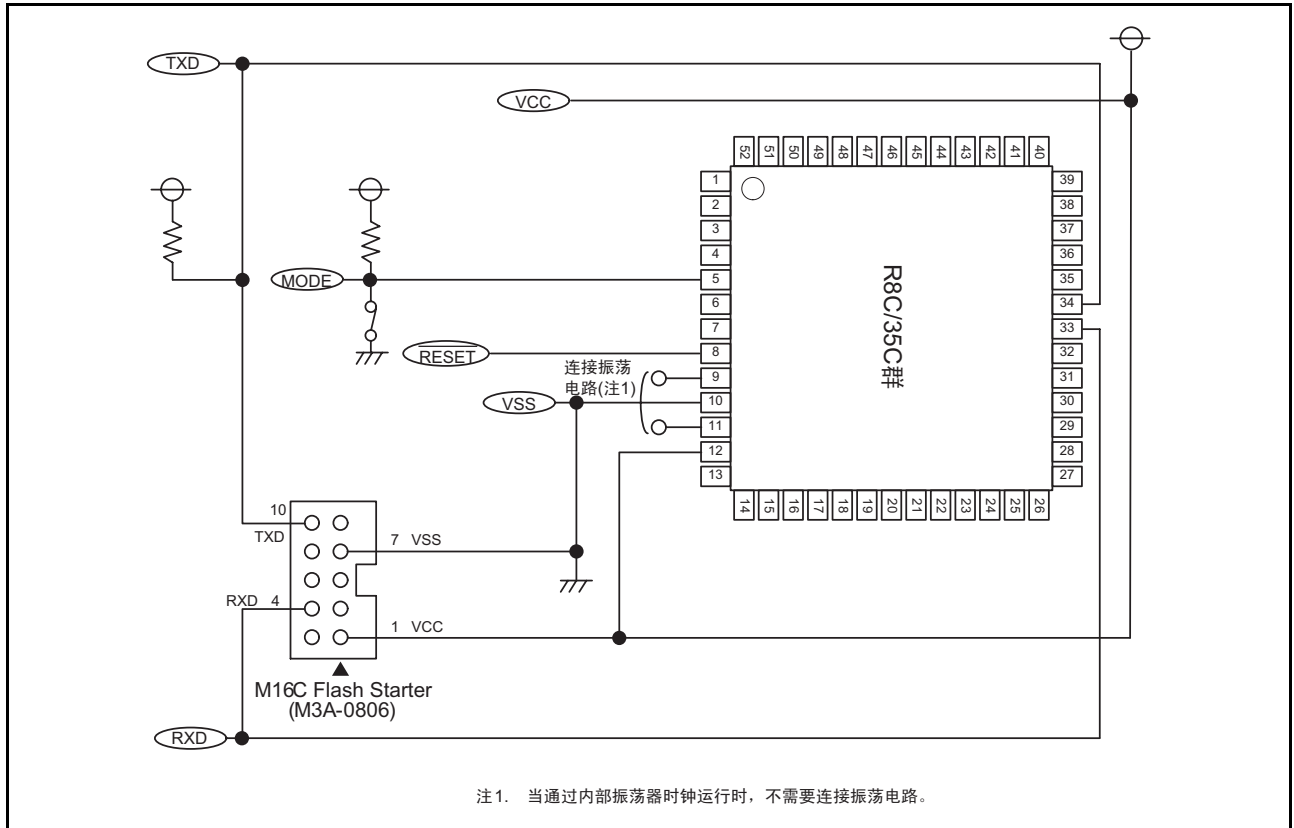 TXD
VCC
52 51 50 49 48 47 46 45 44 43 42 41 40
1
2
3
4
5
6
7
8
9
10
11
12
13
39
38
37
36
35
34
33
32
31
30
29
28
27
R8C/35C群
MODE
RESET
连接振荡
电路(注1)
VSS
14 15 16 17 18 19 20 21 22 23 24 25 26
10
TXD
7 VSS
RXD 4
1 VCC
M16C Flash Starter
(M3A-0806)
RXD
注1. 当通过内部振荡器时钟运行时，不需要连接振荡电路。